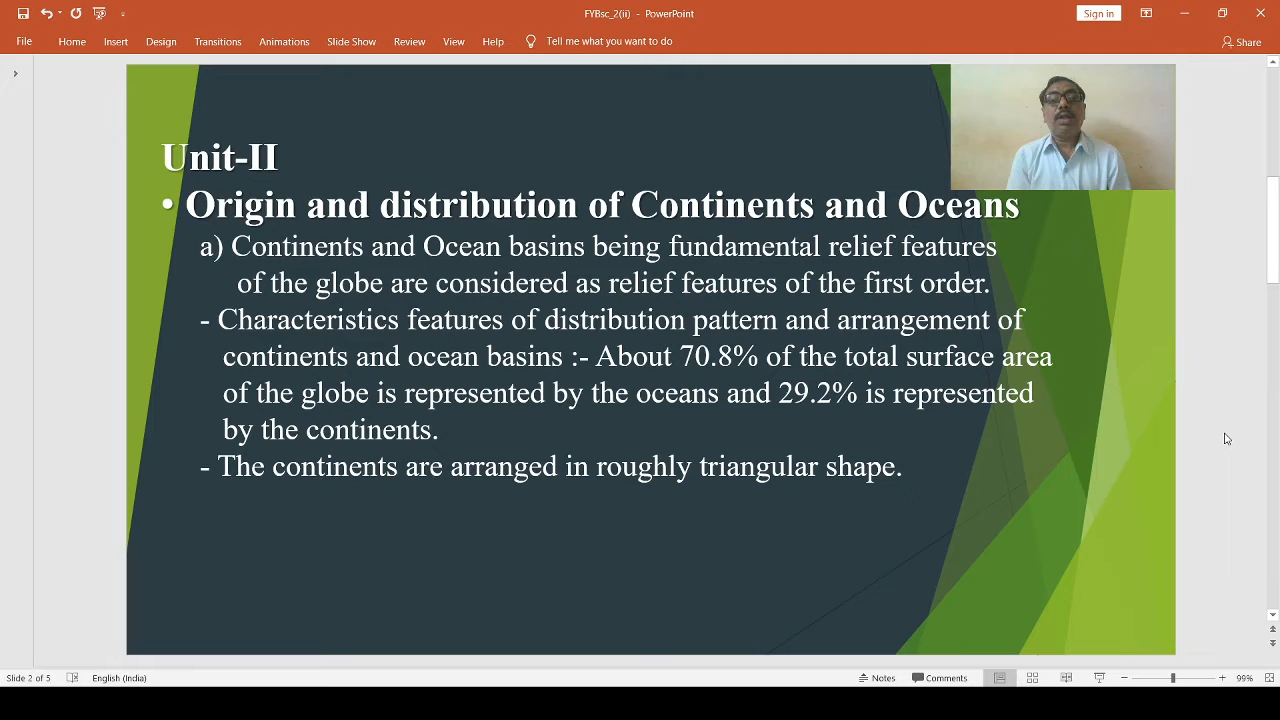 FYBsc_2(ii) — PowerPoint
Sign in
File Home Insert Design Transitions Animations Slide Show Review View Help Tell me what you want to do
Share
Unit-II
• Origin and distribution of Continents and Oceans
a) Continents and Ocean basins being fundamental relief features
of the globe are considered as relief features of the first order.
- Characteristics features of distribution pattern and arrangement of
continents and ocean basins :- About 70.8% of the total surface area
of the globe is represented by the oceans and 29.2% is represented
by the continents.
- The continents are arranged in roughly triangular shape.
Slide 2 of 5 English (India) Notes Comments 99%